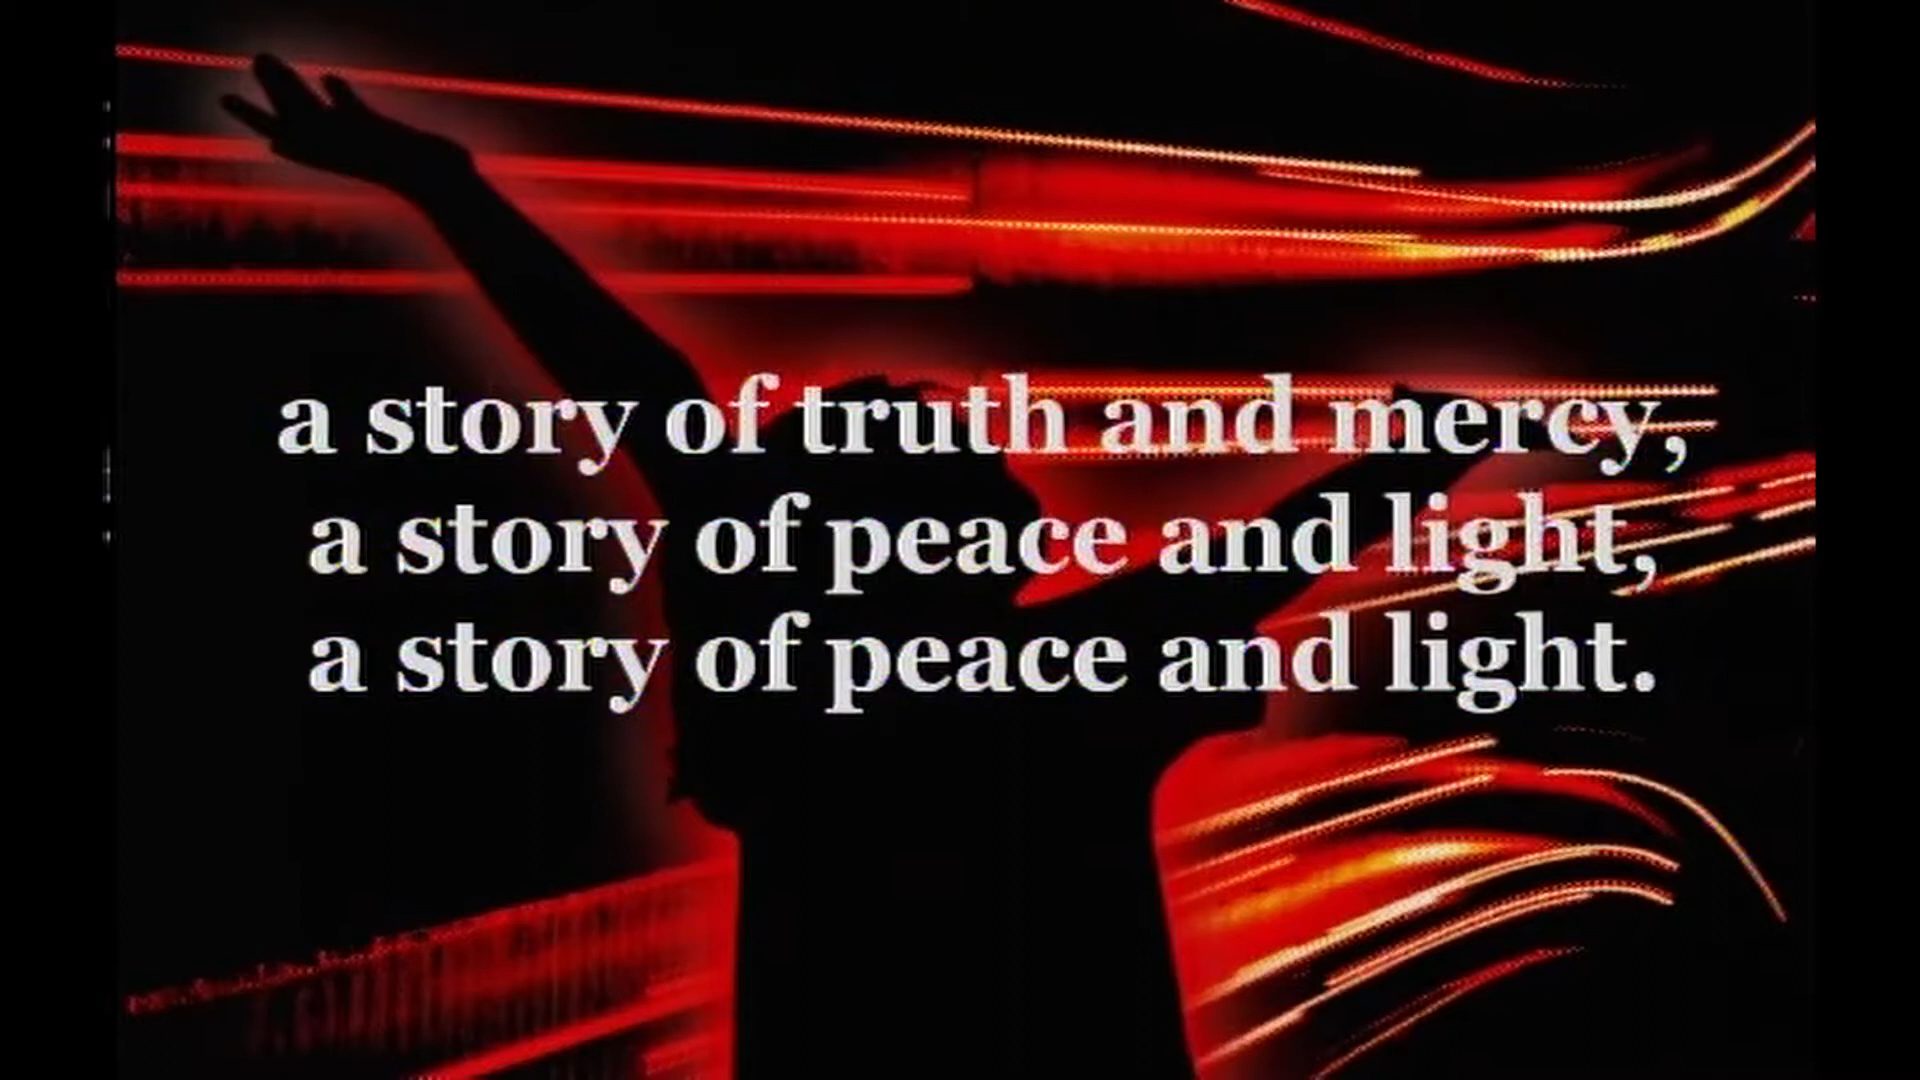 a story of truth and mercy,
a story of peace and light,
a story of peace and light.